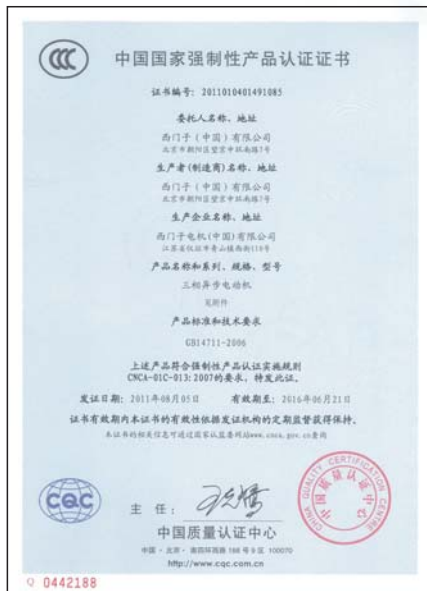 中国国家强制性产品认证证书
证书编号：2011010401491085
委托人名称、地址
西门子（中国）有限公司
北京市朝阳区望京中环南路7号
生产者(制造商)名称、地址
西门子（中国）有限公司
北京市朝阳区望京中环南路7号
生产企业名称、地址
西门子电机(中国)有限公司
江苏省仪征市青山镇西街118号
产品名称和系列、规格、型号
三相异步电动机
见附件
产品标准和技术要求
GB14711-2006
上述产品符合强制性产品认证实施规则
CNCA-01C-013:2007的要求，特发此证。
发证日期：2011年08月05日 有效期至：2016年06月21日
证书有效期内本证书的有效性依据发证机构的定期监督获得保持。
本证书的相关信息可通过国家认监委网站www.cnca.gov.cn查询
CQC
主任：
CHINA QUALITY CERTIFICATION CENTRE
中国质量认证中心
中国质量认证中心
中国·北京·南四环西路188号9区 100070
http://www.cqc.com.cn
Q 0442188